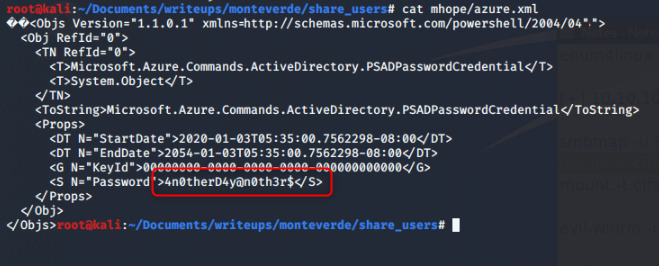 root@kali:~/Documents/writeups/monteverde/share_users# cat mhope/azure.xml
��<Objs Version="1.1.0.1" xmlns=http://schemas.microsoft.com/powershell/2004/04".">
<Obj RefId="0">
<TN RefId="0">
<T>Microsoft.Azure.Commands.ActiveDirectory.PSADPasswordCredential</T>
<T>System.Object</T>
</TN>
<ToString>Microsoft.Azure.Commands.ActiveDirectory.PSADPasswordCredential</ToString>
<Props>
<DT N="StartDate">2020-01-03T05:35:00.7562298-08:00</DT>
<DT N="EndDate">2054-01-03T05:35:00.7562298-08:00</DT>
<G N="KeyId">00000000-0000-0000-0000-000000000000</G>
<S N="Password">4n0therD4y@n0th3r$</S>
</Props>
</Obj>
</Objs>root@kali:~/Documents/writeups/monteverde/share_users#